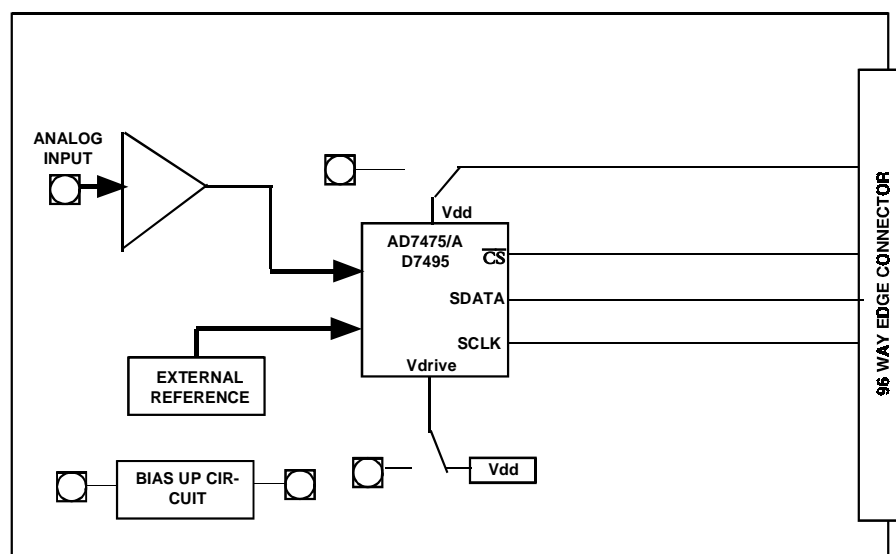 ANALOG
INPUT
Vdd
AD7475/A
D7495
CS
SDATA
SCLK
Vdrive
EXTERNAL
REFERENCE
BIAS UP CIR-
CUIT
Vdd
96 WAY EDGE CONNECTOR